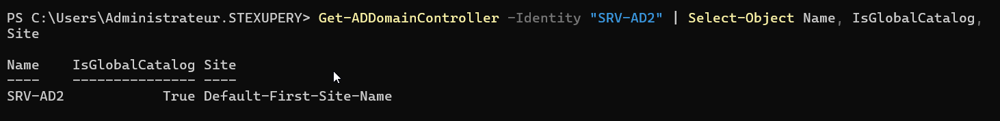 PS C:\Users\Administrateur.STEXUPERY> Get-ADDomainController -Identity "SRV-AD2" | Select-Object Name, IsGlobalCatalog,
Site
Name    IsGlobalCatalog Site
----    --------------- ----
SRV-AD2            True Default-First-Site-Name